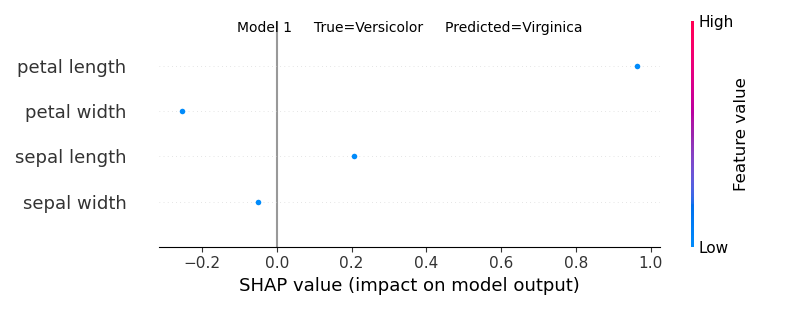 Model 1 True=Versicolor Predicted=Virginica
High
petal length
petal width
sepal length
sepal width
Feature value
Low
−0.2 0.0 0.2 0.4 0.6 0.8 1.0
SHAP value (impact on model output)